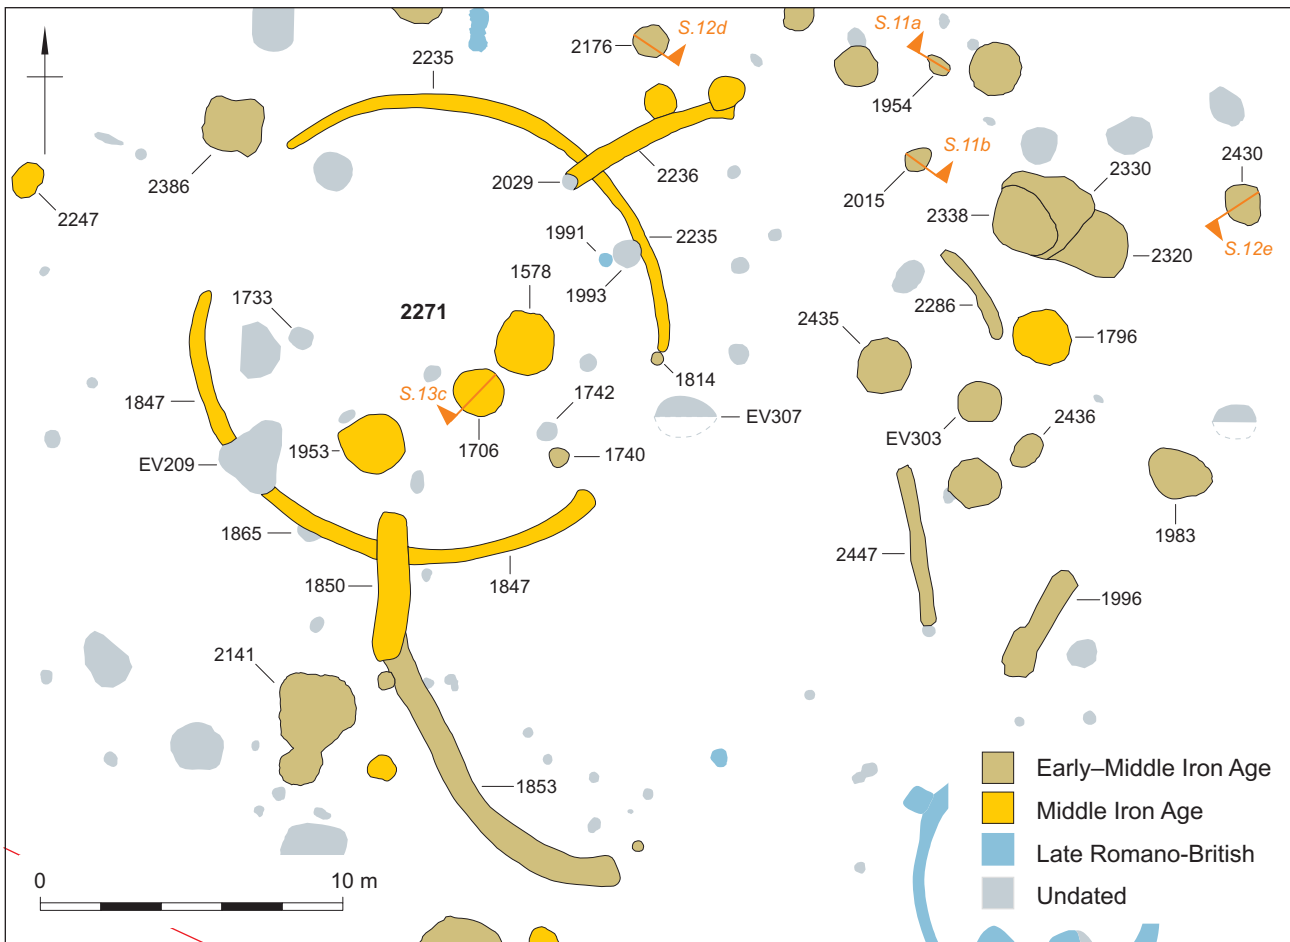 S.12d
S.11a
2176
2235
1954
S.11b
2430
2386
2029
2236
2015
2330
2247
2338
1991
2235
2320
S.12e
1578
1993
1733
2271
2286
2435
1796
1814
S.13c
1742
1847
EV307
EV303
2436
EV209
1953
1706
1740
1983
1865
2447
1850
1847
1996
2141
1853
Early–Middle Iron Age
Middle Iron Age
Late Romano-British
Undated
0 10 m